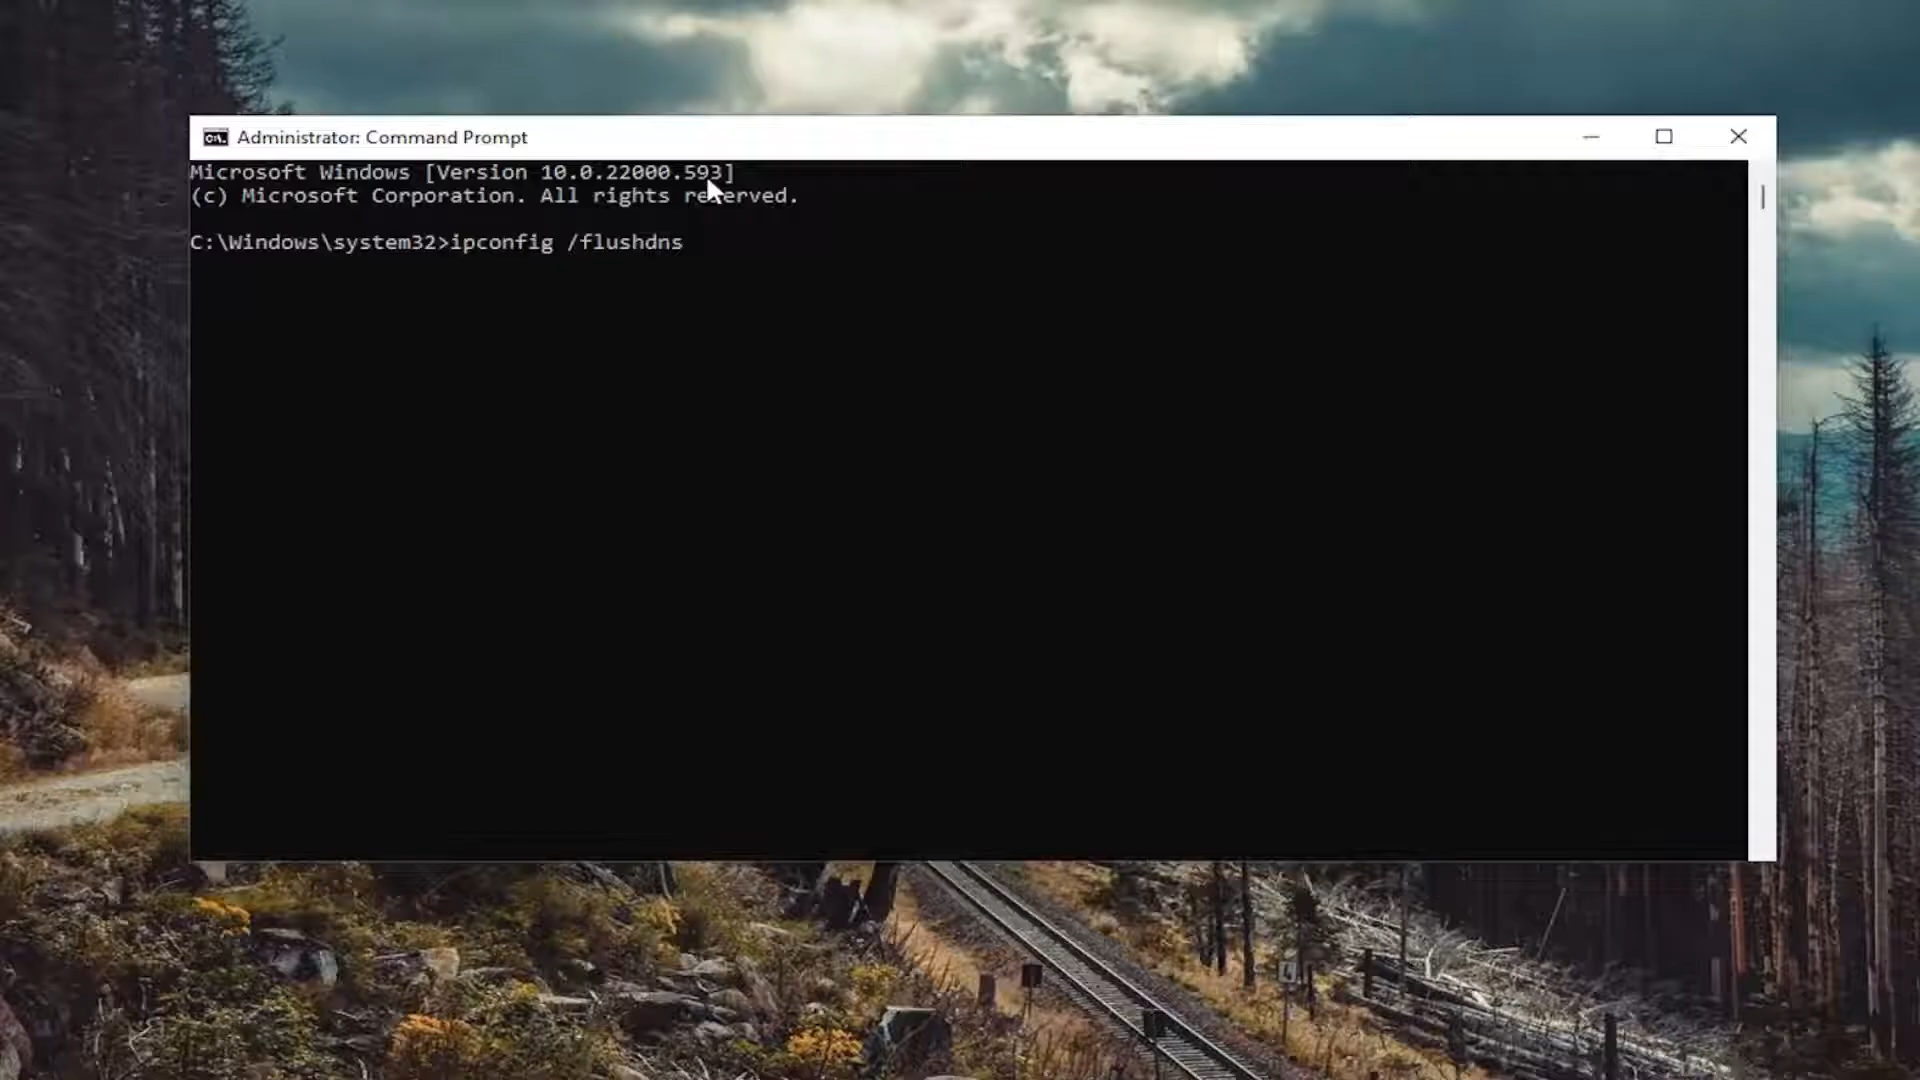 Administrator: Command Prompt
Microsoft Windows [Version 10.0.22000.593]
(c) Microsoft Corporation. All rights reserved.
C:\Windows\system32>ipconfig /flushdns